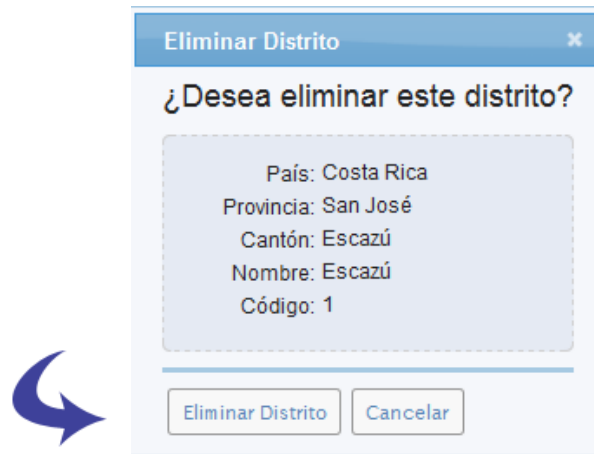 Eliminar Distrito
¿Desea eliminar este distrito?
País: Costa Rica
Provincia: San José
Cantón: Escazú
Nombre: Escazú
Código: 1
Eliminar Distrito Cancelar